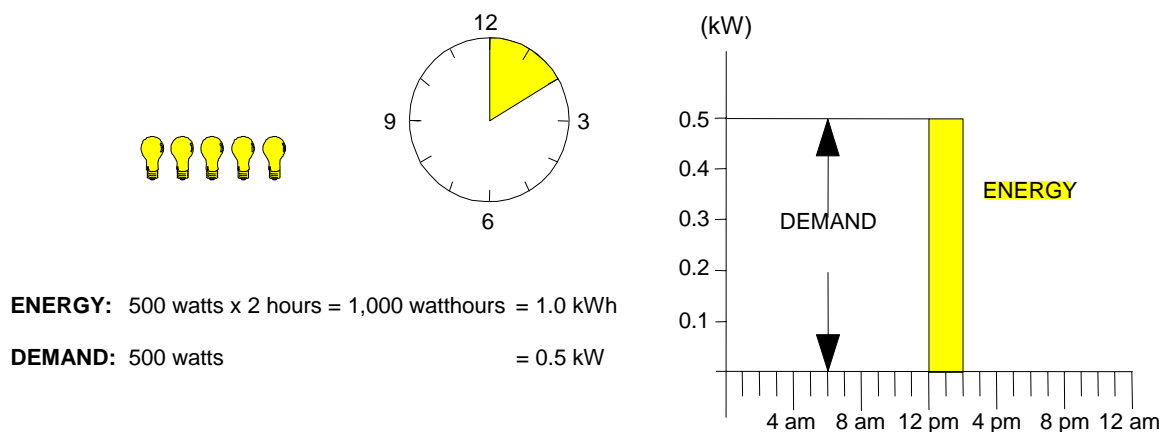 12
9
3
6
ENERGY: 500 watts x 2 hours = 1,000 watthours = 1.0 kWh
DEMAND: 500 watts = 0.5 kW
(kW)
0.5
0.4
0.3
0.2
0.1
DEMAND
ENERGY
4 am 8 am 12 pm 4 pm 8 pm 12 am